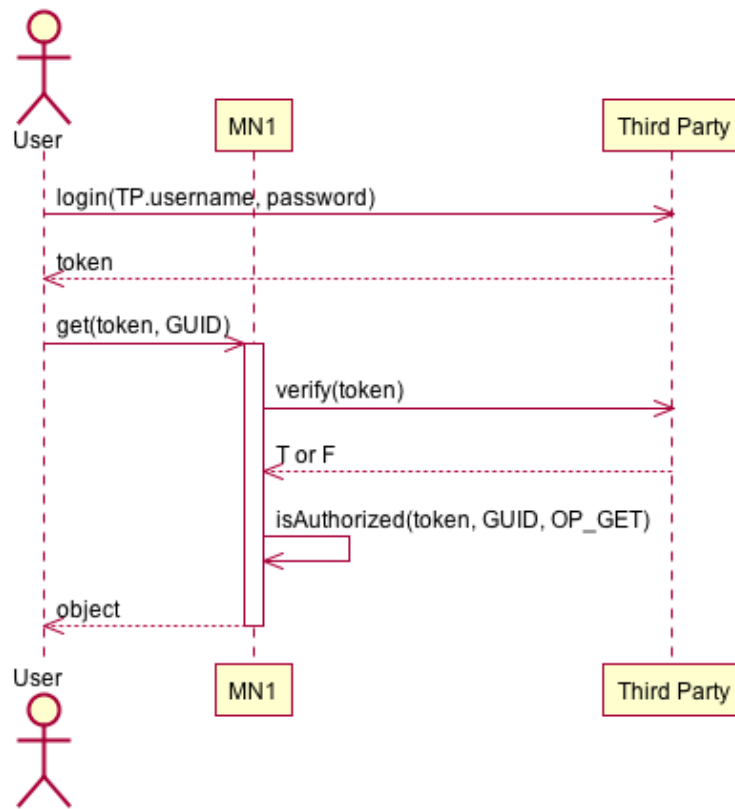 User
MN1
Third Party
login(TP.username, password)
token
get(token, GUID)
verify(token)
T or F
isAuthorized(token, GUID, OP_GET)
object
User
MN1
Third Party